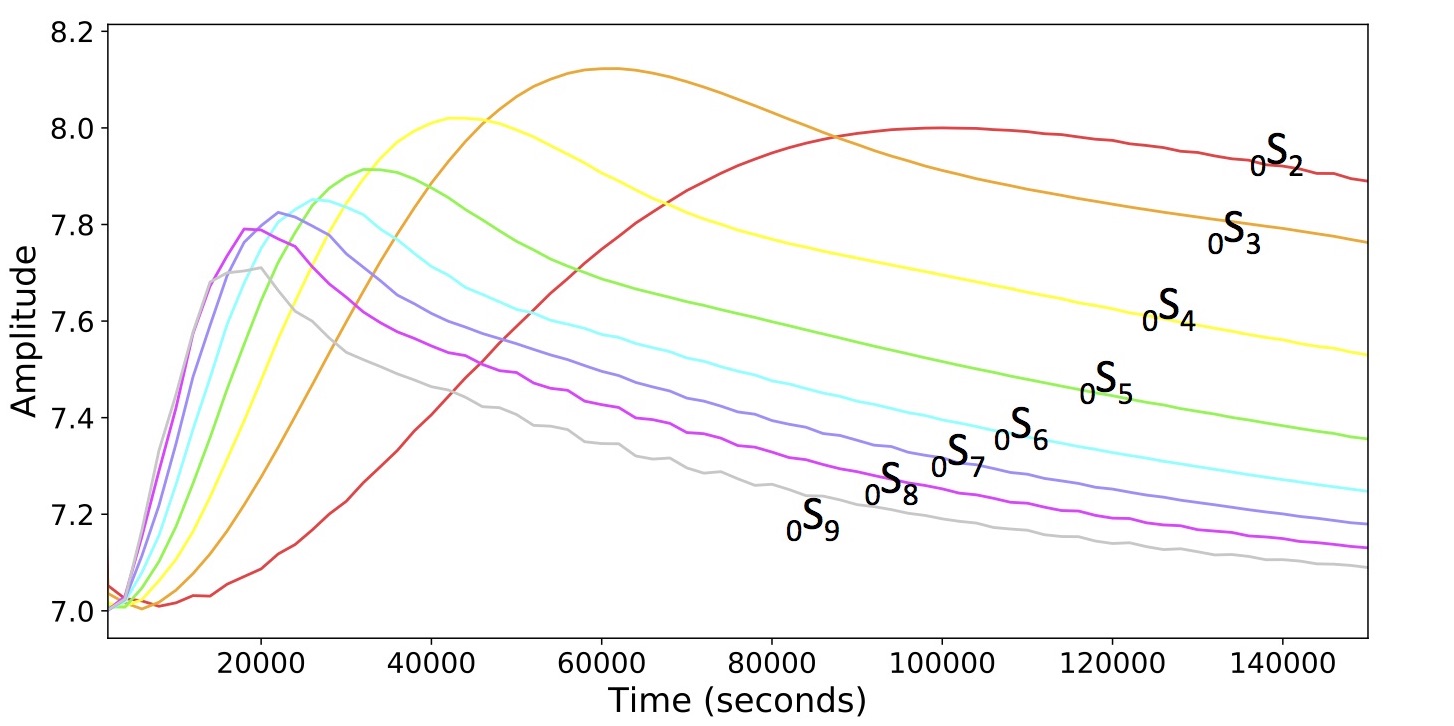 8.2
8.0
7.8
7.6
7.4
7.2
7.0
Amplitude
₀S₂
₀S₃
₀S₄
₀S₅
₀S₆
₀S₇
₀S₈
₀S₉
20000 40000 60000 80000 100000 120000 140000
Time (seconds)